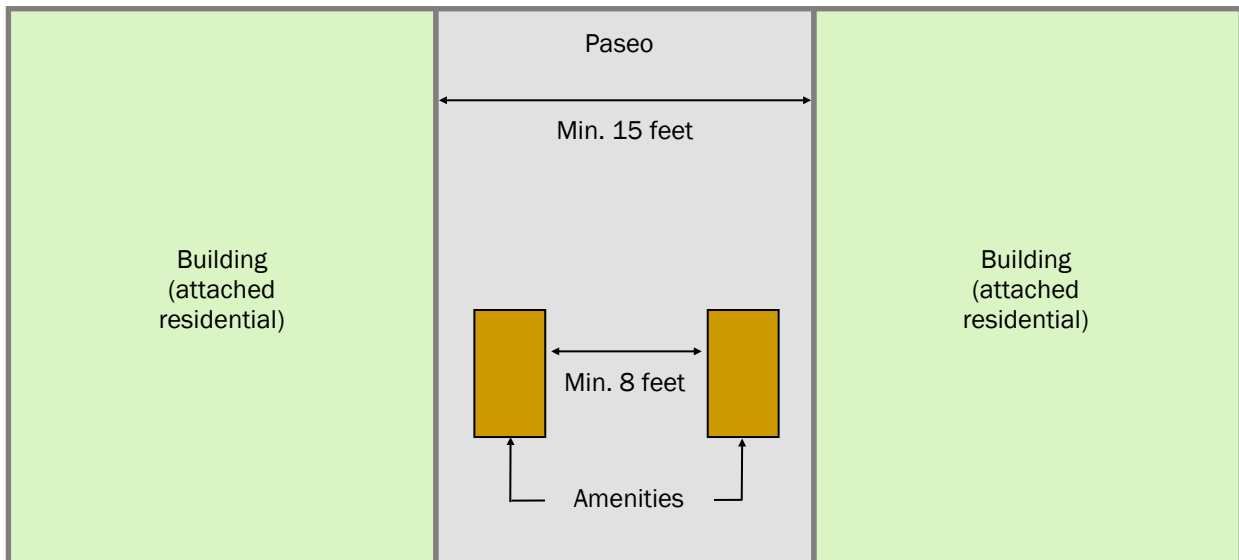 Paseo
Min. 15 feet
Building
(attached
residential)
Building
(attached
residential)
Min. 8 feet
Amenities